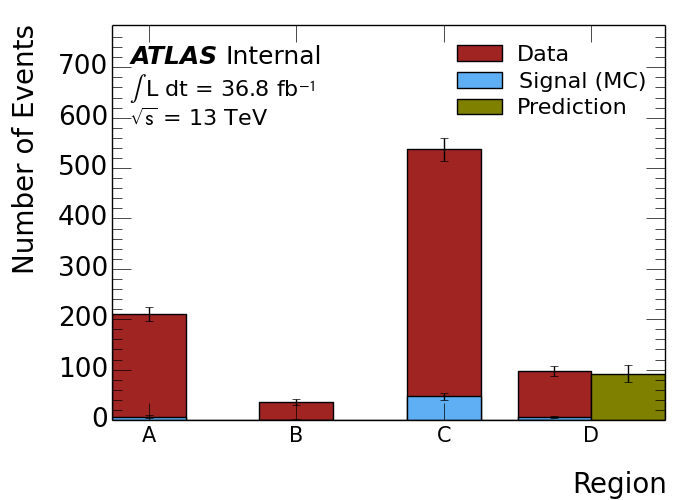 ATLAS Internal
∫L dt = 36.8 fb⁻¹
√s = 13 TeV
Data
Signal (MC)
Prediction
Number of Events
700
600
500
400
300
200
100
0
A B C D
Region